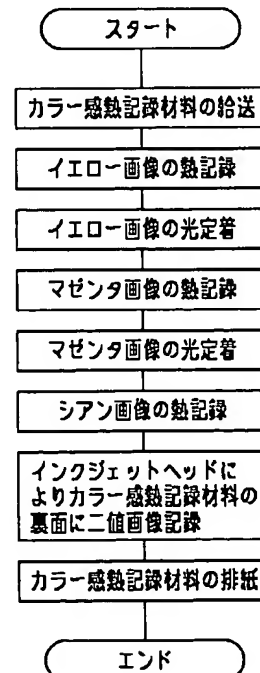 スタート
カラー感熱記録材料の給送
イエロー画像の熱記録
イエロー画像の光定着
マゼンタ画像の熱記録
マゼンタ画像の光定着
シアン画像の熱記録
インクジェットヘッドに
よりカラー感熱記録材料の
裏面に二値画像記録
カラー感熱記録材料の排紙
エンド